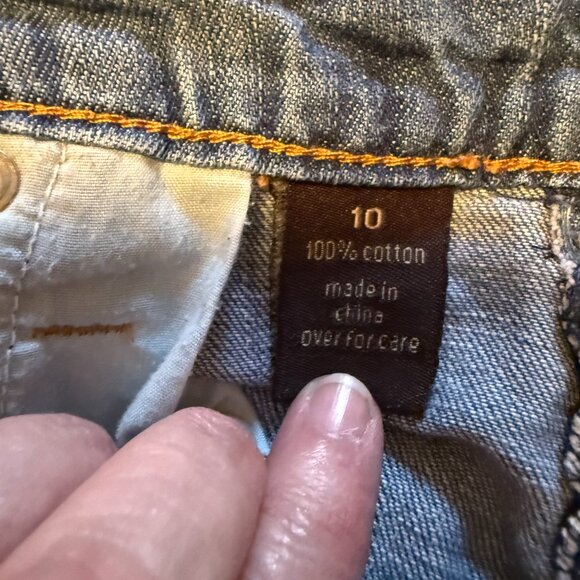 10
100% cotton
made in
china
over for care